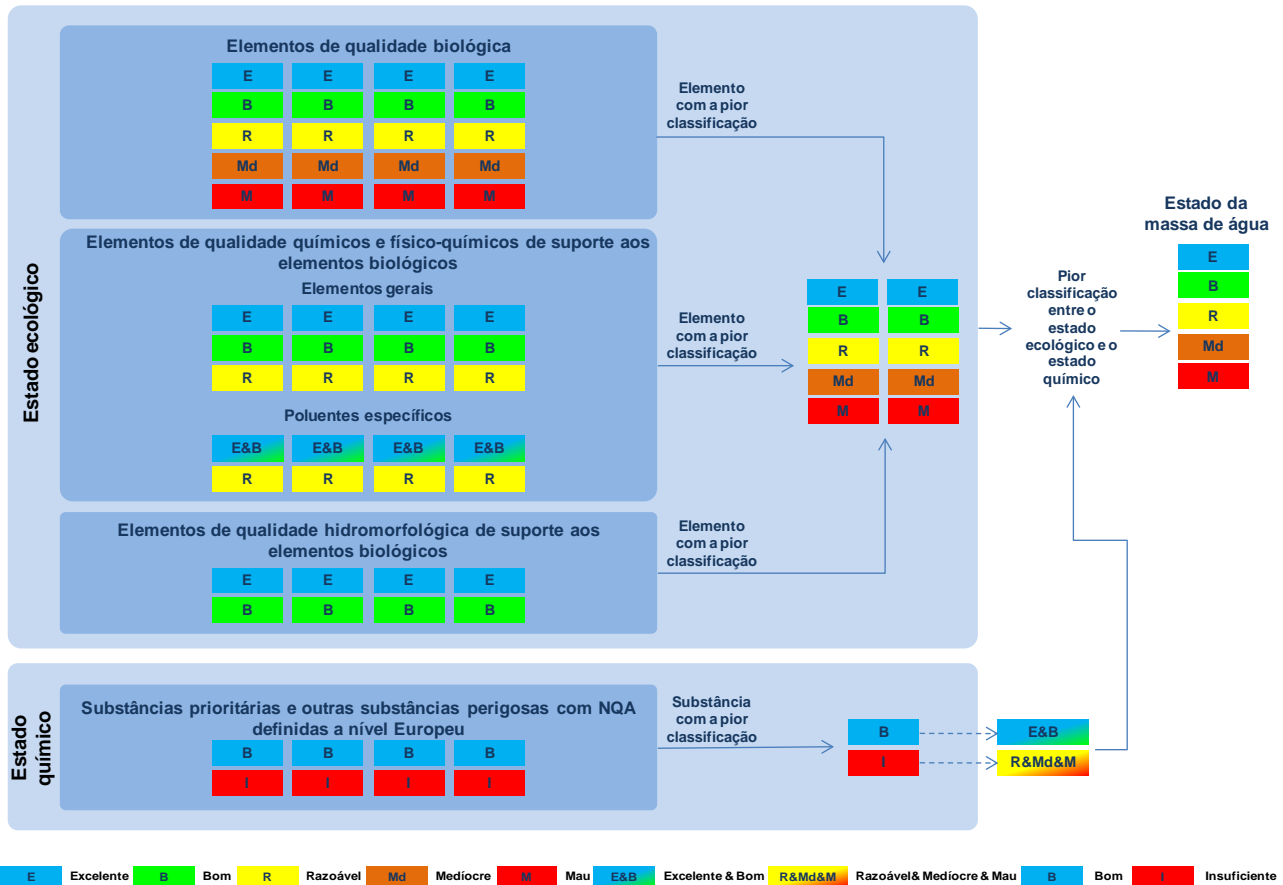 Estado ecológico
Elementos de qualidade biológica
E E E E
B B B B
R R R R
Md Md Md Md
M M M M
Elemento
com a pior
classificação
Elementos de qualidade químicos e físico-químicos de suporte aos
elementos biológicos
Elementos gerais
E E E E
B B B B
R R R R
Poluentes específicos
E&B E&B E&B E&B
R R R R
Elemento
com a pior
classificação
Elementos de qualidade hidromorfológica de suporte aos
elementos biológicos
E E E E
B B B B
Elemento
com a pior
classificação
E E
B B
R R
Md Md
M M
Pior
classificação
entre o
estado
ecológico e o
estado
químico
Estado da
massa de água
E
B
R
Md
M
Estado
químico
Substâncias prioritárias e outras substâncias perigosas com NQA
definidas a nível Europeu
B B B B
I I I I
Substância
com a pior
classificação
B E&B
I R&Md&M
E Excelente B Bom R Razoável Md Medíocre M Mau E&B Excelente & Bom R&Md&M Razoável& Medíocre & Mau B Bom I Insuficiente